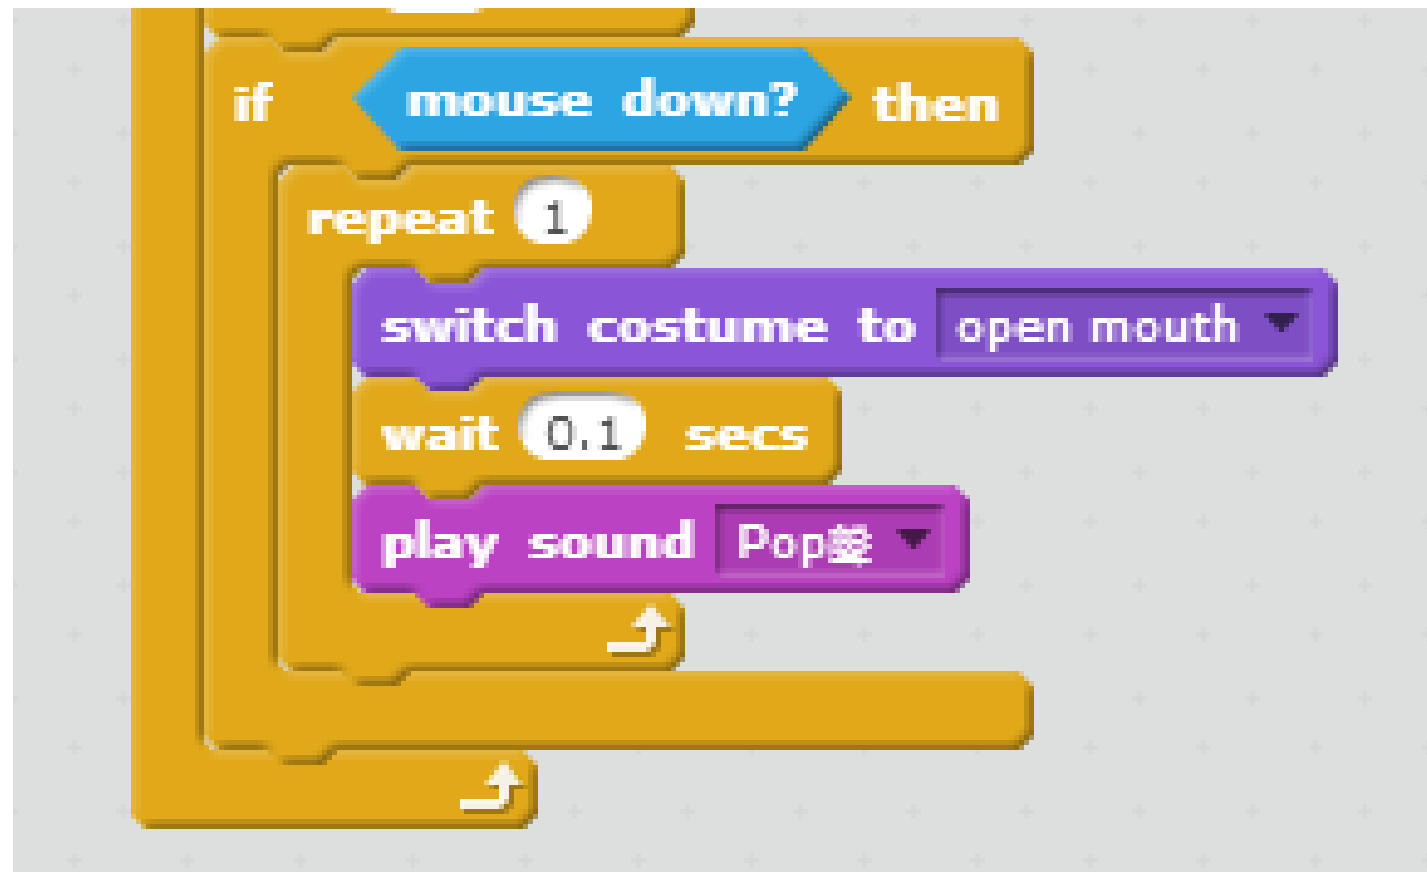 if mouse down? then
repeat 1
switch costume to open mouth
wait 0.1 secs
play sound Pop